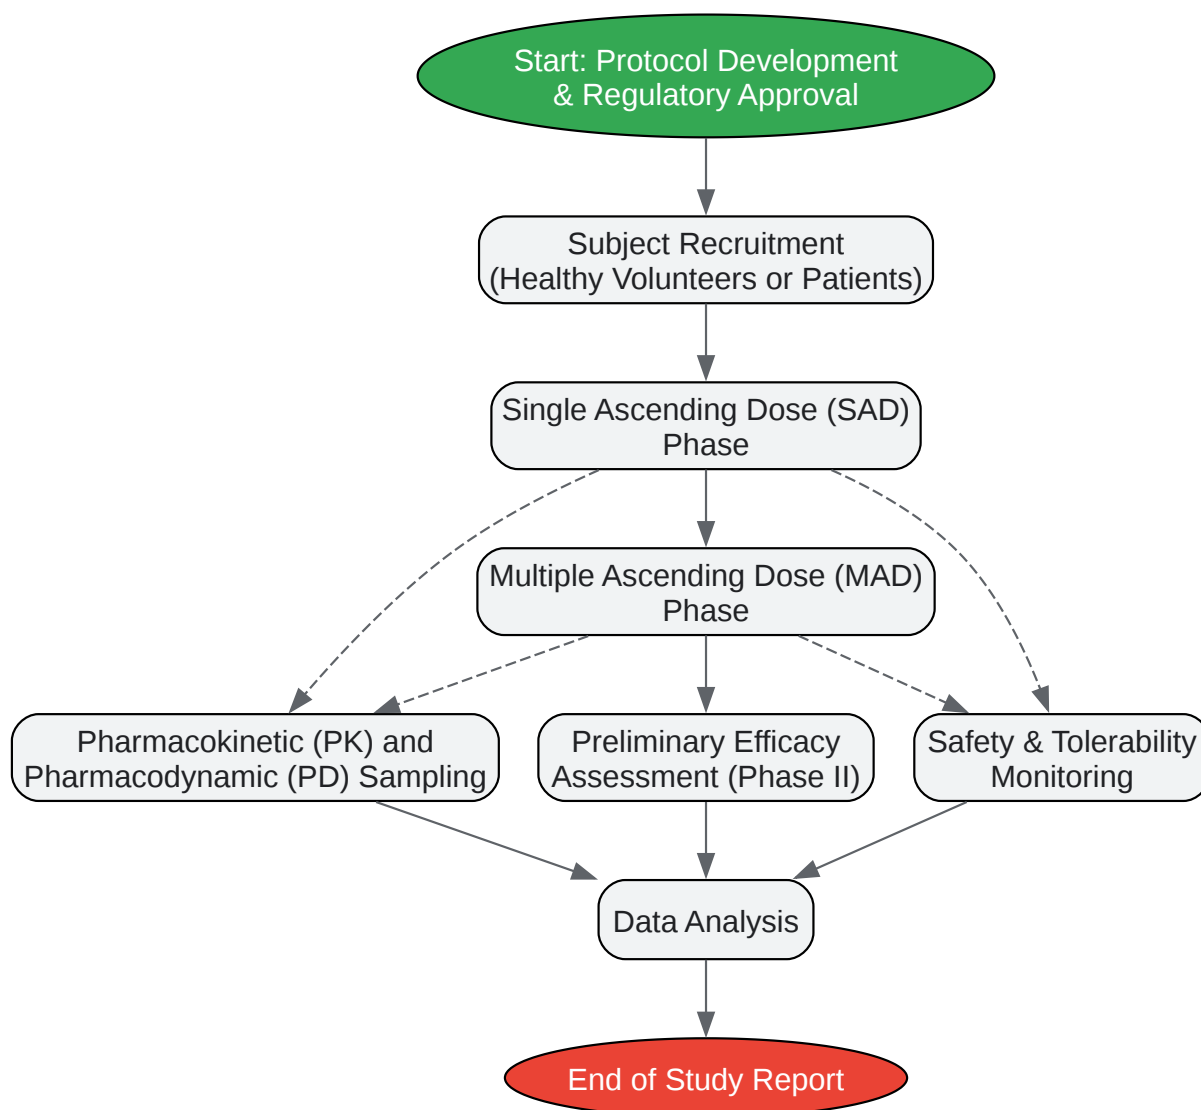 Start: Protocol Development
& Regulatory Approval
Subject Recruitment
(Healthy Volunteers or Patients)
Single Ascending Dose (SAD)
Phase
Multiple Ascending Dose (MAD)
Phase
Pharmacokinetic (PK) and
Pharmacodynamic (PD) Sampling
Preliminary Efficacy
Assessment (Phase II)
Safety & Tolerability
Monitoring
Data Analysis
End of Study Report